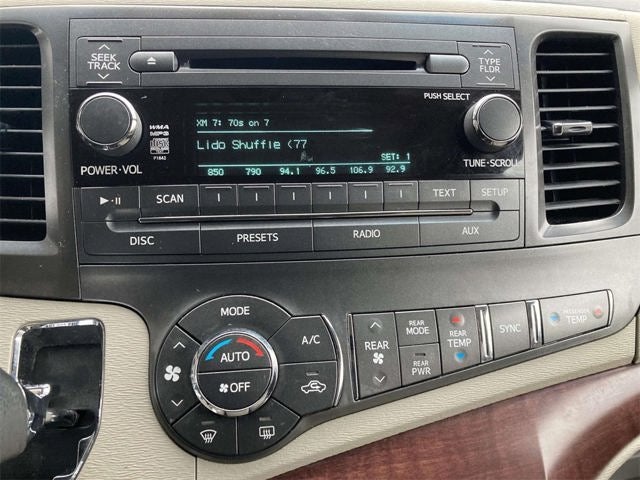 SEEK TRACK
TYPE FLDR
PUSH SELECT
XM 7: 70s on 7
WMA
MP3
Lido Shuffle (77
P1842
SET: 1
POWER·VOL
850 790 94.1 96.5 106.9 92.9
TUNE·SCROLL
SCAN
TEXT
SETUP
DISC
PRESETS
RADIO
AUX
MODE
A/C
AUTO
OFF
REAR
REAR MODE
REAR TEMP
REAR PWR
SYNC
PASSENGER TEMP